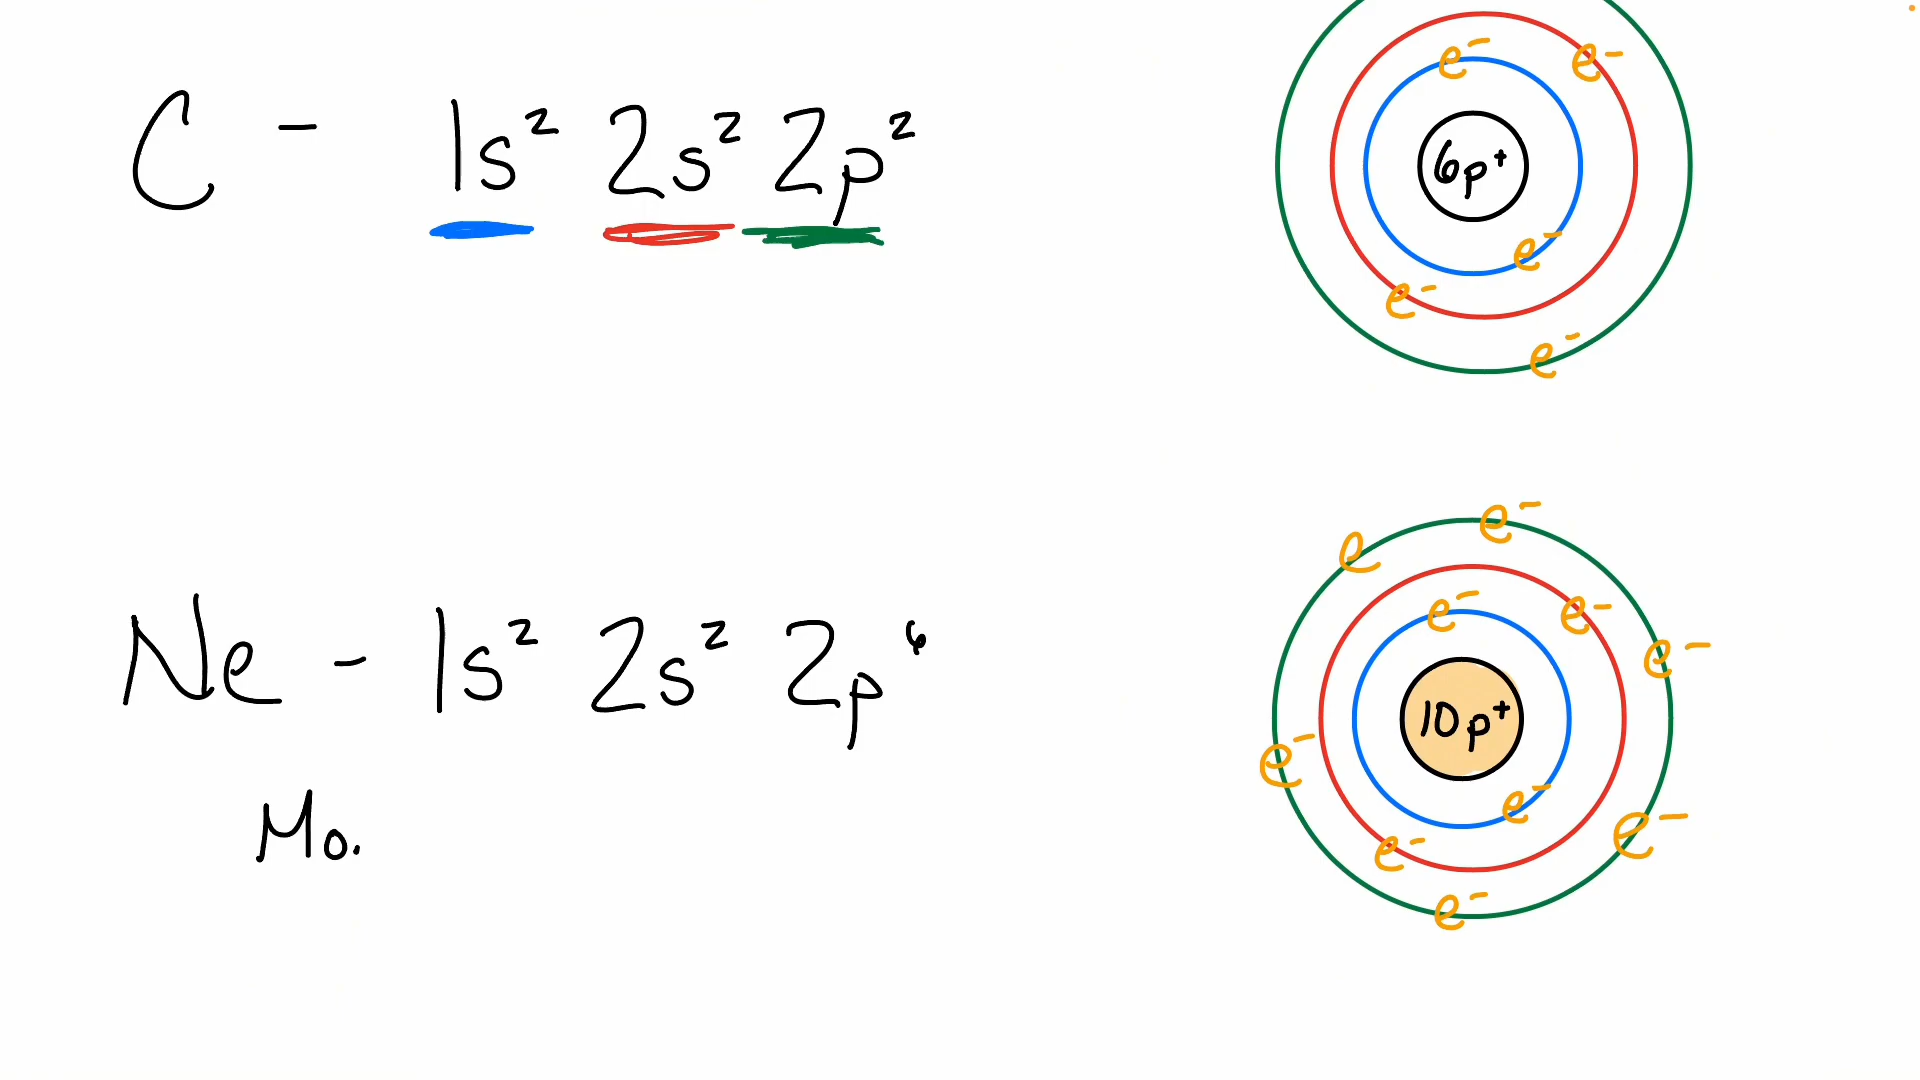 C - 1s² 2s² 2p²
e⁻ e⁻
6p⁺
e⁻
e⁻
e⁻
Ne - 1s² 2s² 2p⁶
Mo.
e⁻
e
e⁻ e⁻
e⁻
10p⁺
e⁻
e⁻
e⁻
e⁻
e⁻